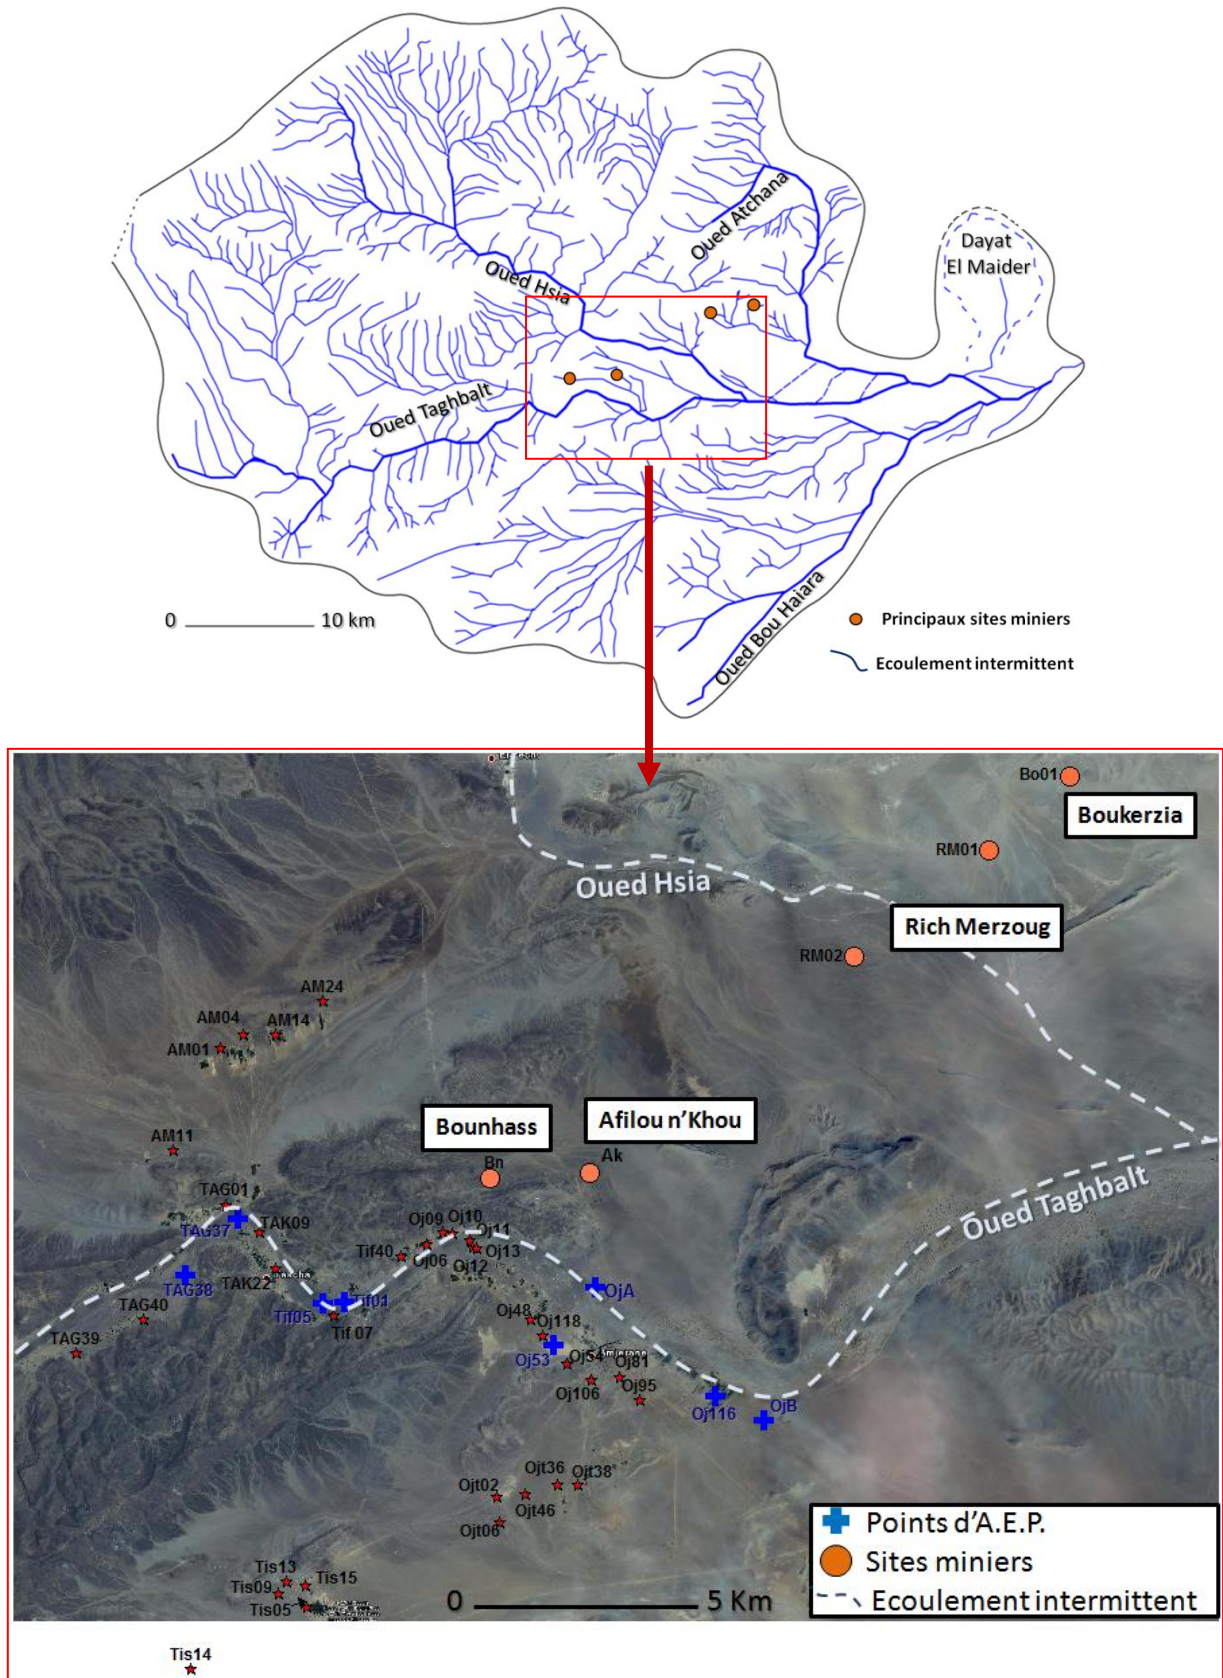 Dayat
El Maider
Oued Atchana
Oued Hsia
Oued Taghbalt
Oued Bou Haiara
0 10 km
Principaux sites miniers
Ecoulement intermittent
Bo01
Boukerzia
RM01
Oued Hsia
Rich Merzoug
RM02
AM24
AM04
AM14
AM01
Bounhass
Afilou n'Khou
AM11
Bn
Ak
TAG01
TAG37
TAK09
Oj09
Oj10
Oj11
Oj13
Tif40
Oj06
Oj12
Oued Taghbalt
TAG38
TAK22
Takcha
OjA
Tif05
Tif01
Tif 07
TAG40
TAG39
Oj48
Oj118
Oj53
Oj54
Oj81
Oj106
Oj95
Oj116
OjB
Ojt36
Ojt38
Ojt02
Ojt46
Ojt06
Points d'A.E.P.
Sites miniers
Ecoulement intermittent
Tis13
Tis15
Tis09
Tis05
0 5 Km
Tis14